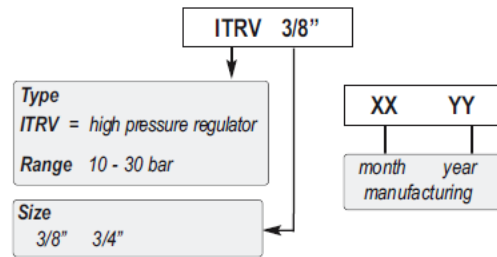 ITRV 3/8”
Type
ITRV = high pressure regulator
Range 10 - 30 bar
Size
3/8” 3/4”
XX YY
month year
manufacturing